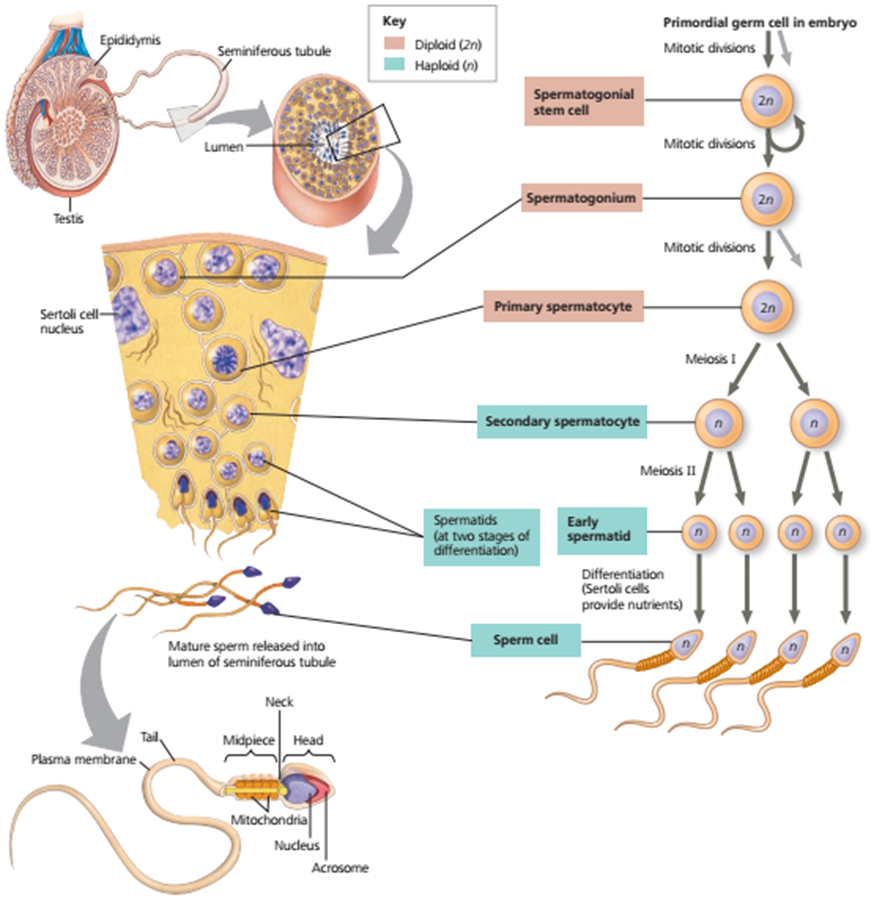 Key
Diploid (2n)
Haploid (n)
Epididymis
Seminiferous tubule
Lumen
Testis
Primordial germ cell in embryo
Mitotic divisions
Spermatogonial
stem cell
2n
Mitotic divisions
Spermatogonium
2n
Mitotic divisions
Sertoli cell
nucleus
Primary spermatocyte
2n
Meiosis I
Secondary spermatocyte
n
n
Meiosis II
Spermatids
(at two stages of
differentiation)
Early
spermatid
n
n
n
n
Differentiation
(Sertoli cells
provide nutrients)
Sperm cell
n
n
n
n
Mature sperm released into
lumen of seminiferous tubule
Neck
Tail
Midpiece
Head
Plasma membrane
Mitochondria
Nucleus
Acrosome